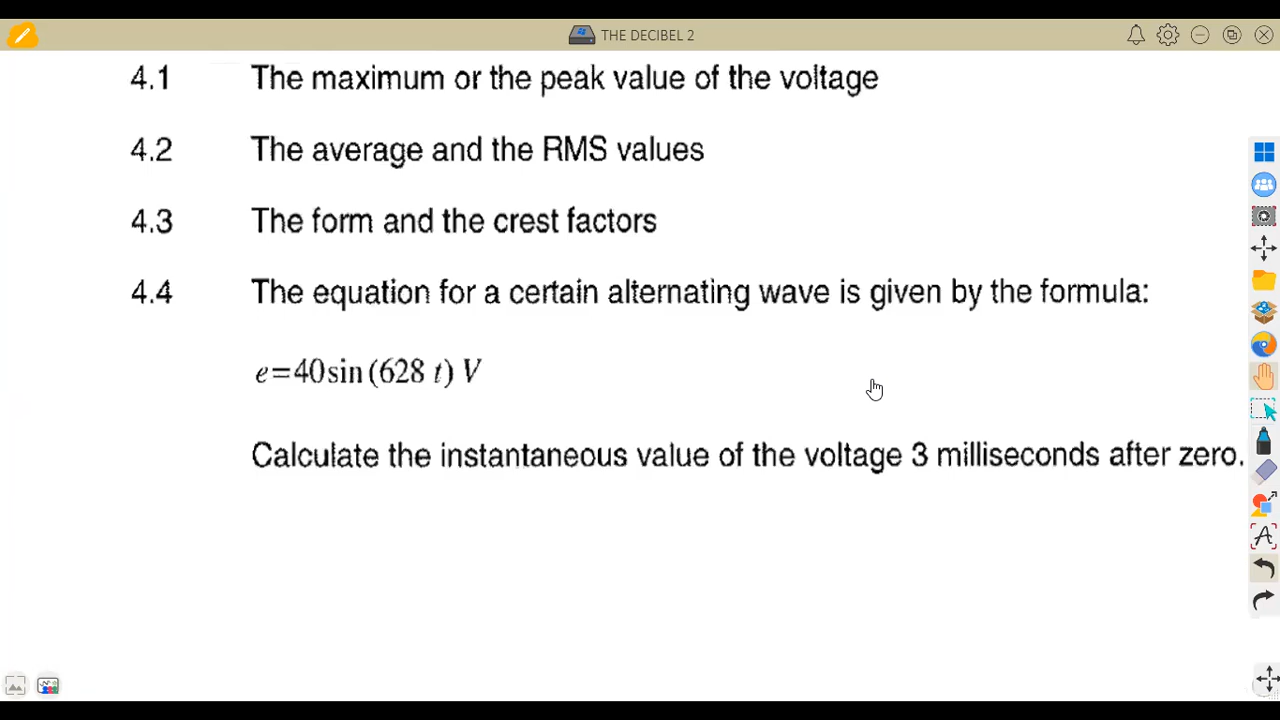 THE DECIBEL 2
4.1 The maximum or the peak value of the voltage
4.2 The average and the RMS values
4.3 The form and the crest factors
4.4 The equation for a certain alternating wave is given by the formula:
e=40sin(628 t) V
Calculate the instantaneous value of the voltage 3 milliseconds after zero.